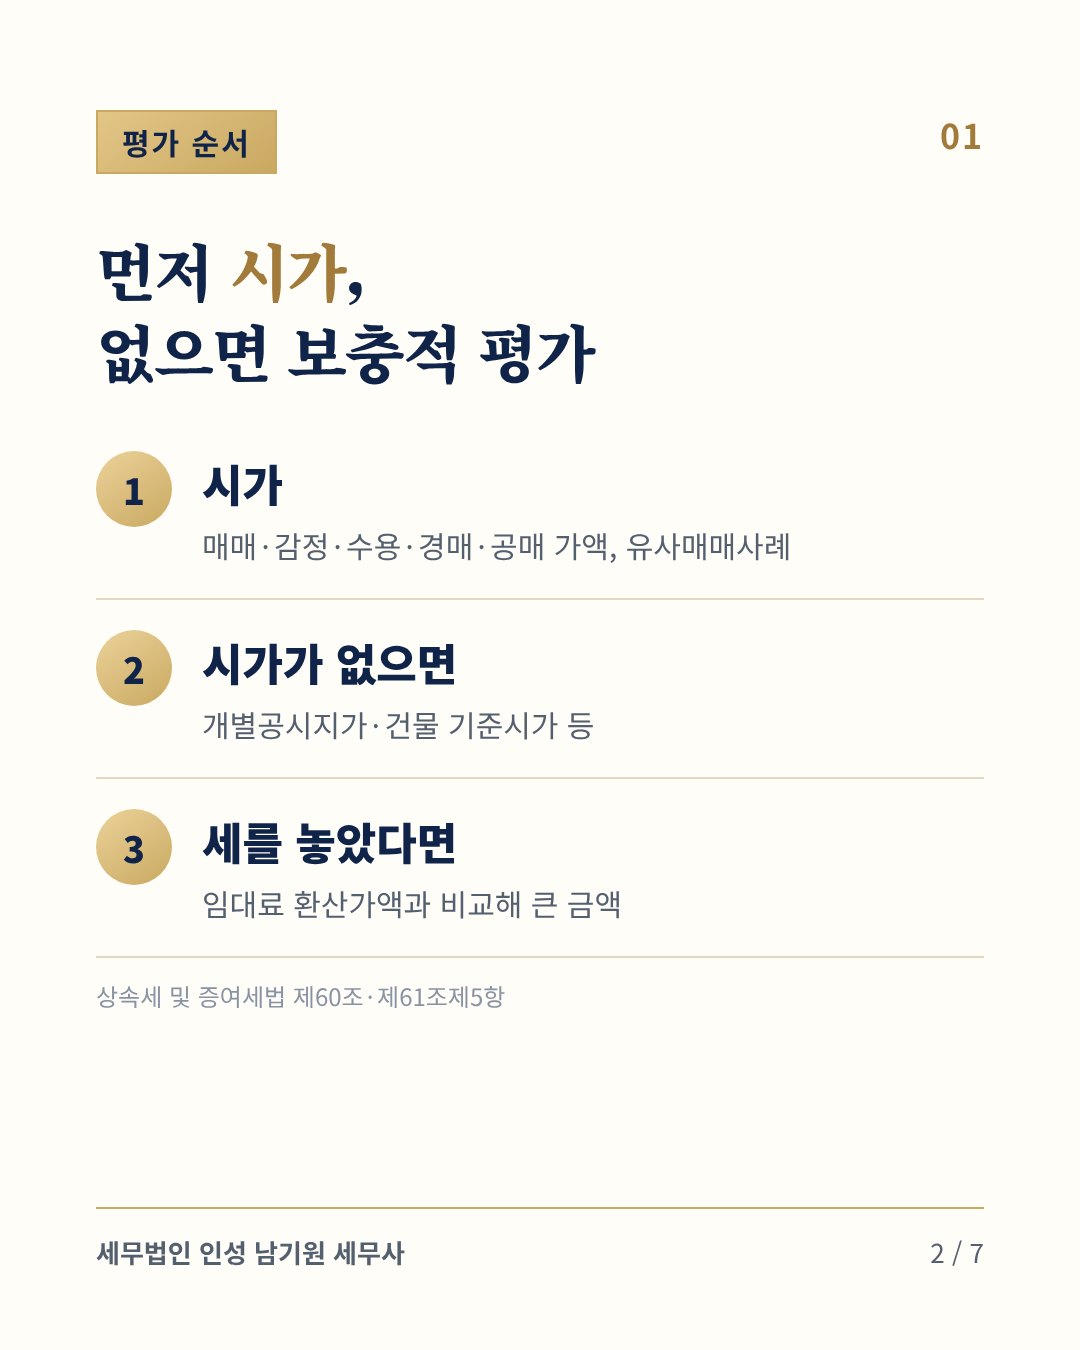 평가 순서
01
먼저 시가,
없으면 보충적 평가
1
시가
매매·감정·수용·경매·공매 가액, 유사매매사례
2
시가가 없으면
개별공시지가·건물 기준시가 등
3
세를 놓았다면
임대료 환산가액과 비교해 큰 금액
상속세 및 증여세법 제60조·제61조제5항
세무법인 인성 남기원 세무사
2 / 7